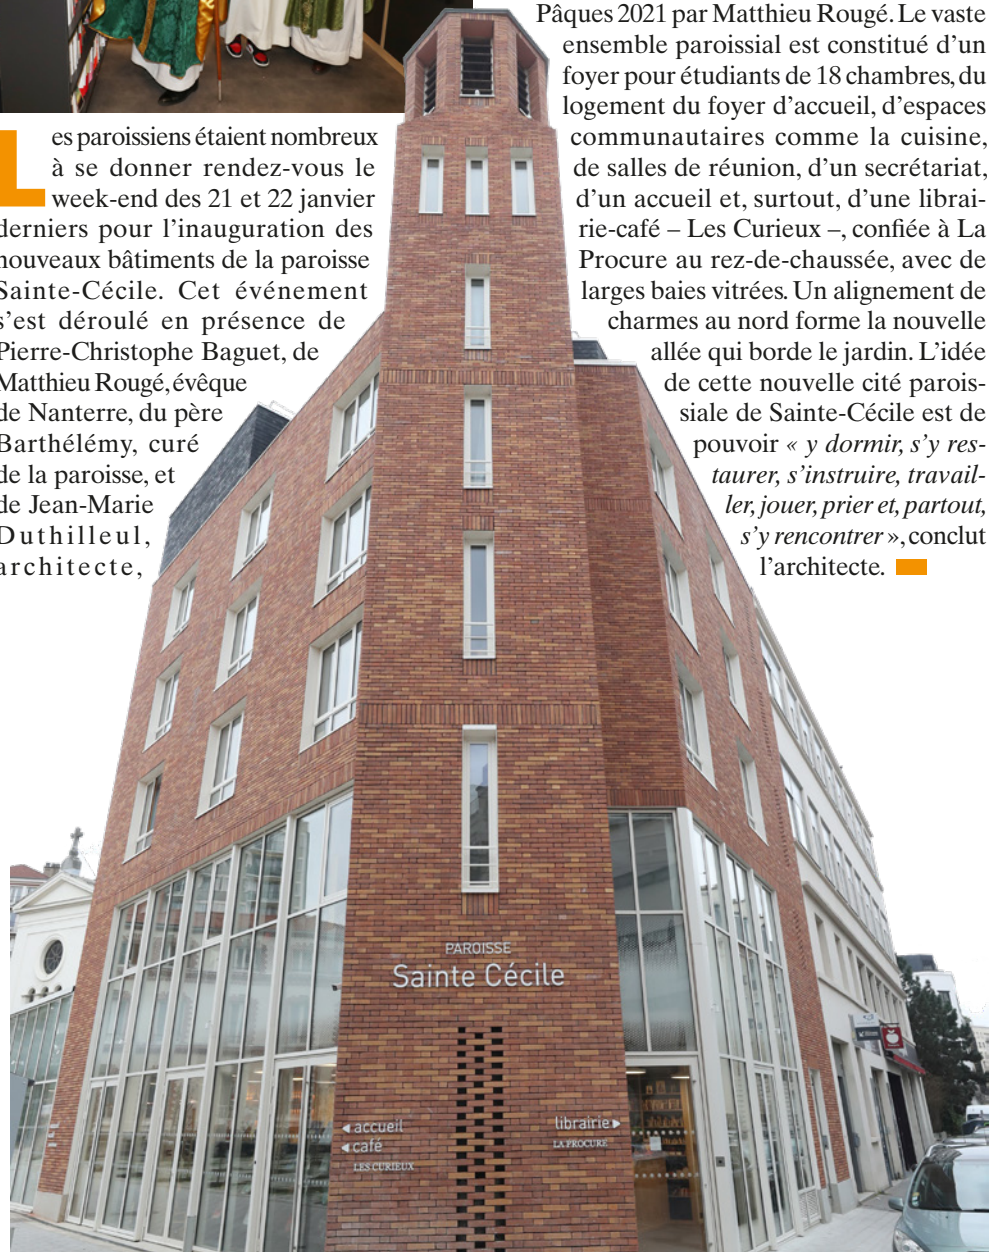 Les paroissiens étaient nombreux
à se donner rendez-vous le
week-end des 21 et 22 janvier
derniers pour l'inauguration des
nouveaux bâtiments de la paroisse
Sainte-Cécile. Cet événement
s'est déroulé en présence de
Pierre-Christophe Baguet, de
Matthieu Rougé, évêque
de Nanterre, du père
Barthélémy, curé
de la paroisse, et
de Jean-Marie
Duthilleul,
architecte,
Pâques 2021 par Matthieu Rougé. Le vaste
ensemble paroissial est constitué d'un
foyer pour étudiants de 18 chambres, du
logement du foyer d'accueil, d'espaces
communautaires comme la cuisine,
de salles de réunion, d'un secrétariat,
d'un accueil et, surtout, d'une librai-
rie-café – Les Curieux –, confiée à La
Procure au rez-de-chaussée, avec de
larges baies vitrées. Un alignement de
charmes au nord forme la nouvelle
allée qui borde le jardin. L'idée
de cette nouvelle cité parois-
siale de Sainte-Cécile est de
pouvoir « y dormir, s'y res-
taurer, s'instruire, travail-
ler, jouer, prier et, partout,
s'y rencontrer », conclut
l'architecte.
PAROISSE
Sainte Cécile
accueil
café
LES CURIEUX
librairie
LA PROCURE